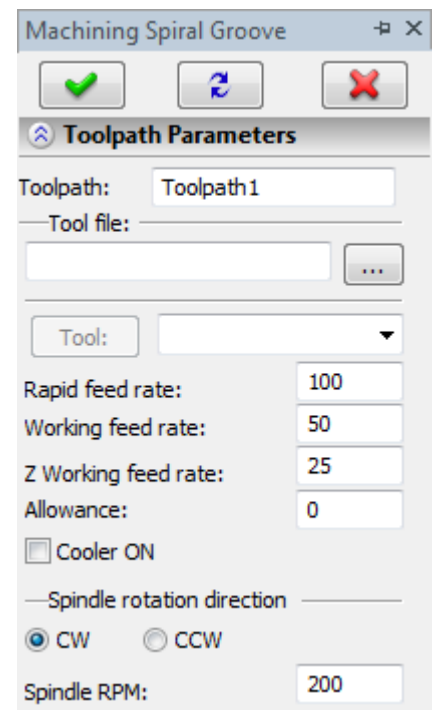 Machining Spiral Groove
Toolpath Parameters
Toolpath: Toolpath1
Tool file:
...
Tool:
Rapid feed rate: 100
Working feed rate: 50
Z Working feed rate: 25
Allowance: 0
Cooler ON
Spindle rotation direction
CW CCW
Spindle RPM: 200